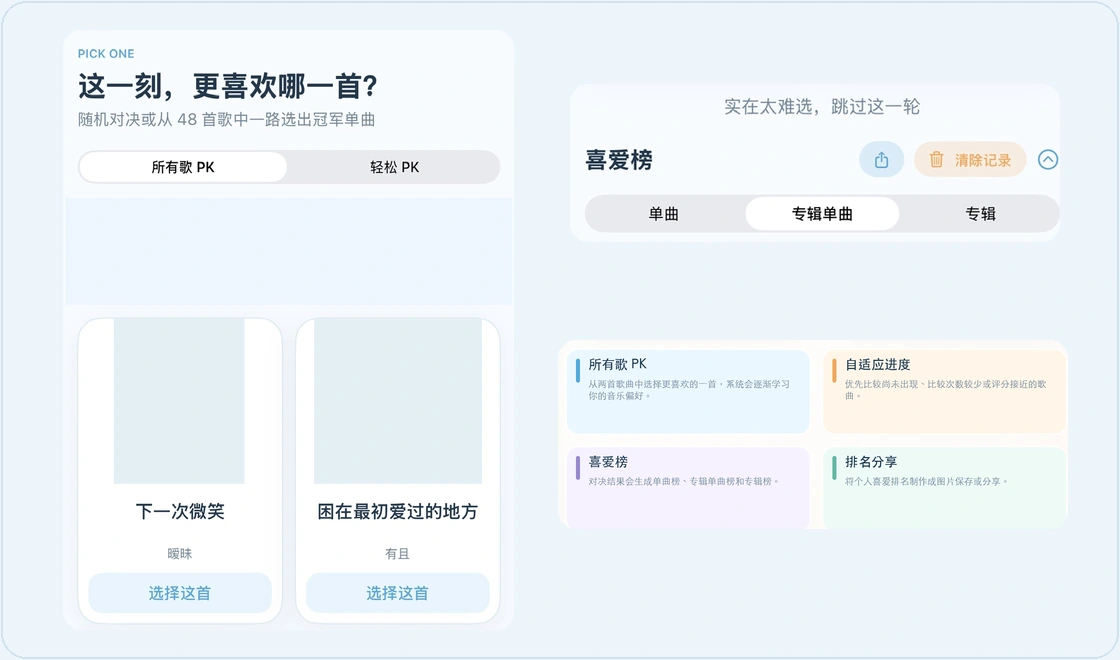 PICK ONE
这一刻，更喜欢哪一首？
随机对决或从 48 首歌中一路选出冠军单曲
所有歌 PK
轻松 PK
下一次微笑
暧昧
选择这首
困在最初爱过的地方
有且
选择这首
实在太难选，跳过这一轮
喜爱榜
清除记录
单曲
专辑单曲
专辑
所有歌 PK
从两首歌曲中选择更喜欢的一首，系统会逐渐学习
你的音乐偏好。
自适应进度
优先比较尚未出现、比较次数较少或评分接近的歌
曲。
喜爱榜
对决结果会生成单曲榜、专辑单曲榜和专辑榜。
排名分享
将个人喜爱排名制作成图片保存或分享。